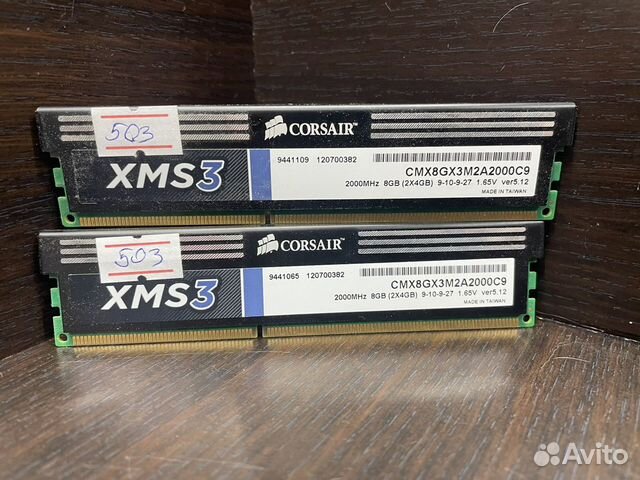 503
CORSAIR
XMS3
9441109 120700382
CMX8GX3M2A2000C9
2000MHz 8GB (2X4GB) 9-10-9-27 1.65V ver5.12
MADE IN TAIWAN
503
CORSAIR
XMS3
9441065 120700382
CMX8GX3M2A2000C9
2000MHz 8GB (2X4GB) 9-10-9-27 1.65V ver5.12
MADE IN TAIWAN
Avito